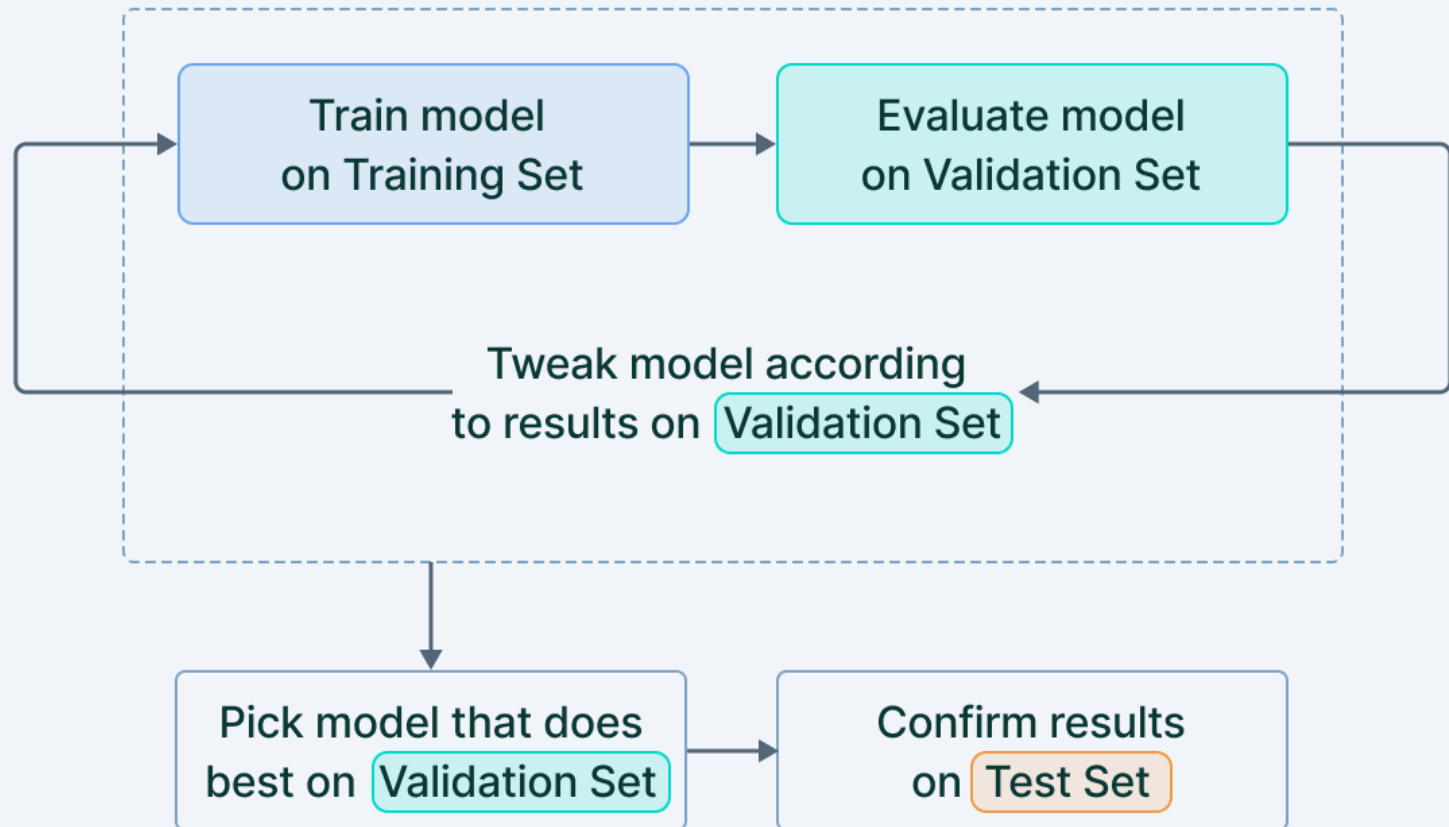 Train model
on Training Set
Evaluate model
on Validation Set
Tweak model according
to results on Validation Set
Pick model that does
best on Validation Set
Confirm results
on Test Set